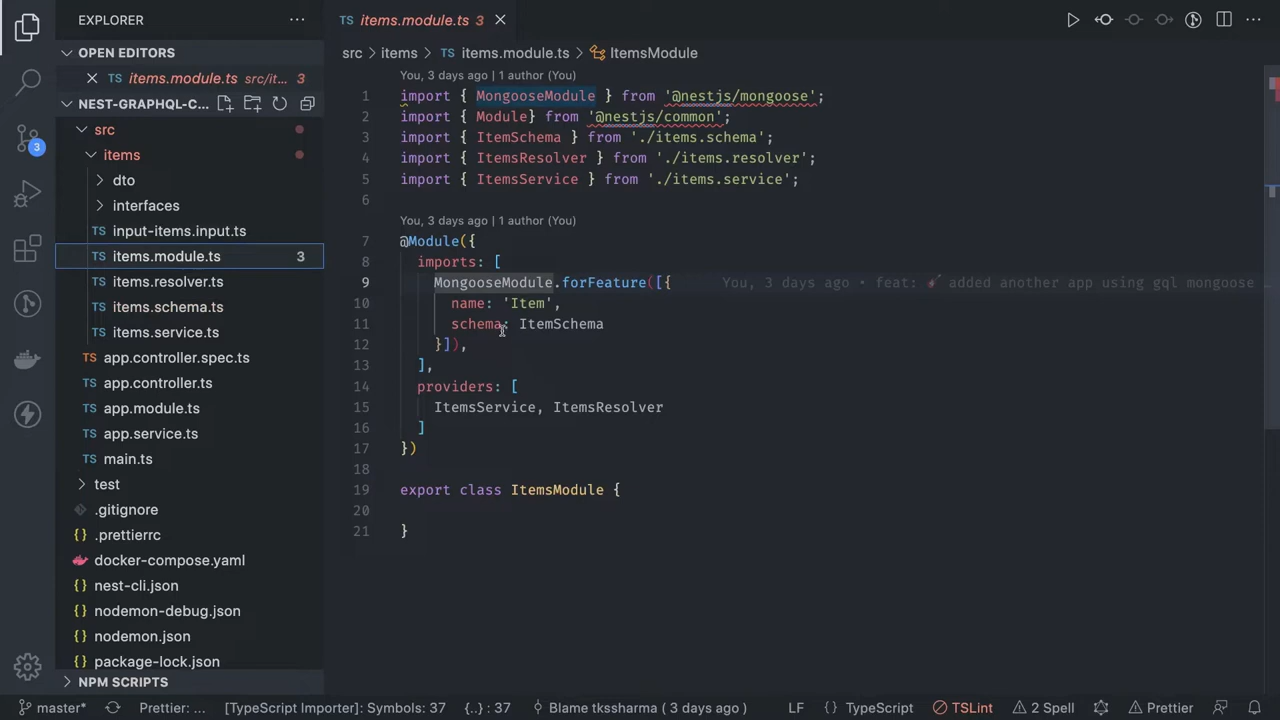 EXPLORER
OPEN EDITORS
TS items.module.ts src/it... 3
NEST-GRAPHQL-C...
src
items
dto
interfaces
TS input-items.input.ts
TS items.module.ts 3
TS items.resolver.ts
TS items.schema.ts
TS items.service.ts
TS app.controller.spec.ts
TS app.controller.ts
TS app.module.ts
TS app.service.ts
TS main.ts
test
.gitignore
{} .prettierrc
docker-compose.yaml
{} nest-cli.json
{} nodemon-debug.json
{} nodemon.json
{} package-lock.json
NPM SCRIPTS
3
TS items.module.ts 3
src > items > TS items.module.ts > ItemsModule
You, 3 days ago | 1 author (You)
1 import { MongooseModule } from '@nestjs/mongoose';
2 import { Module} from '@nestjs/common';
3 import { ItemSchema } from './items.schema';
4 import { ItemsResolver } from './items.resolver';
5 import { ItemsService } from './items.service';
6
You, 3 days ago | 1 author (You)
7 @Module({
8 imports: [
9 MongooseModule.forFeature([{ You, 3 days ago • feat: 🚀 added another app using gql mongoose ...
10 name: 'Item',
11 schema: ItemSchema
12 }]),
13 ],
14 providers: [
15 ItemsService, ItemsResolver
16 ]
17 })
18
19 export class ItemsModule {
20
21 }
master* Prettier: ... [TypeScript Importer]: Symbols: 37 {..} : 37 Blame tkssharma ( 3 days ago ) LF {} TypeScript TSLint 2 Spell Prettier